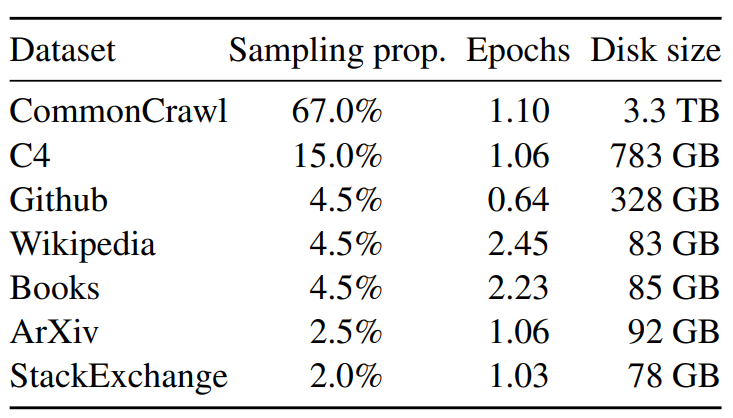 Dataset Sampling prop. Epochs Disk size
CommonCrawl 67.0% 1.10 3.3 TB
C4 15.0% 1.06 783 GB
Github 4.5% 0.64 328 GB
Wikipedia 4.5% 2.45 83 GB
Books 4.5% 2.23 85 GB
ArXiv 2.5% 1.06 92 GB
StackExchange 2.0% 1.03 78 GB